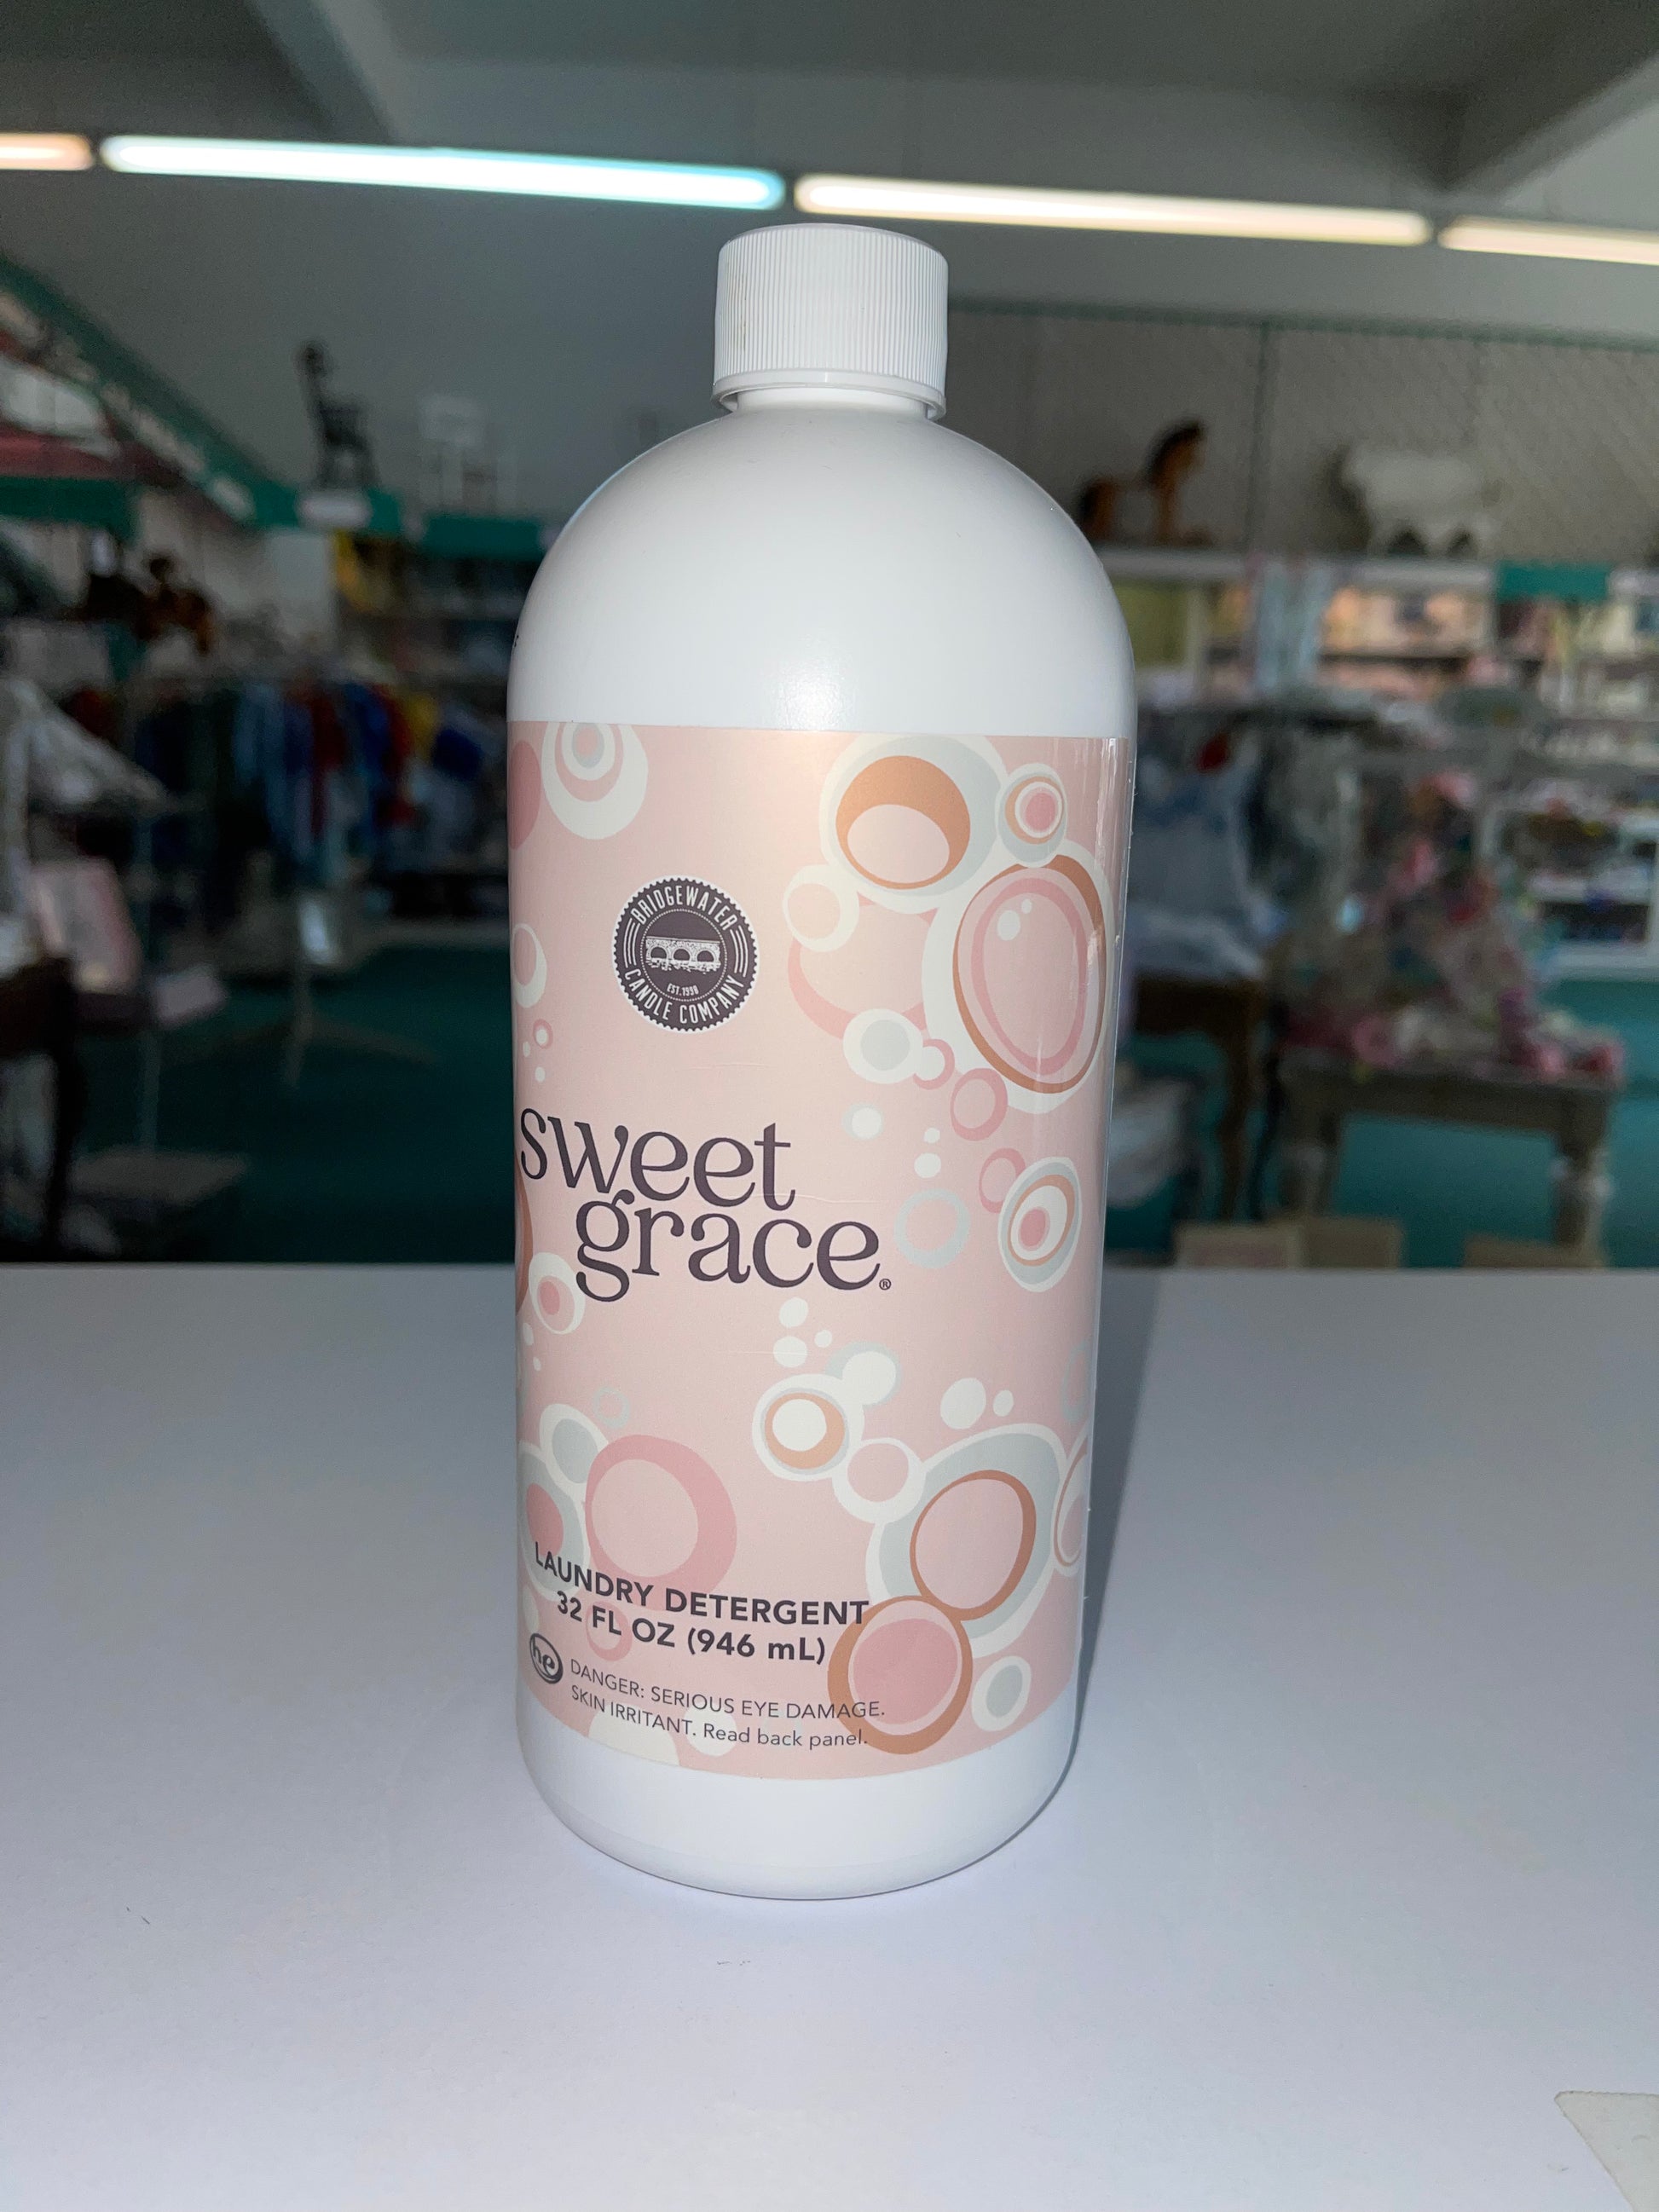 BRIDGEWATER
EST.1998
CANDLE COMPANY
sweet
grace®
LAUNDRY DETERGENT
32 FL OZ (946 mL)
he
DANGER: SERIOUS EYE DAMAGE.
SKIN IRRITANT. Read back panel.